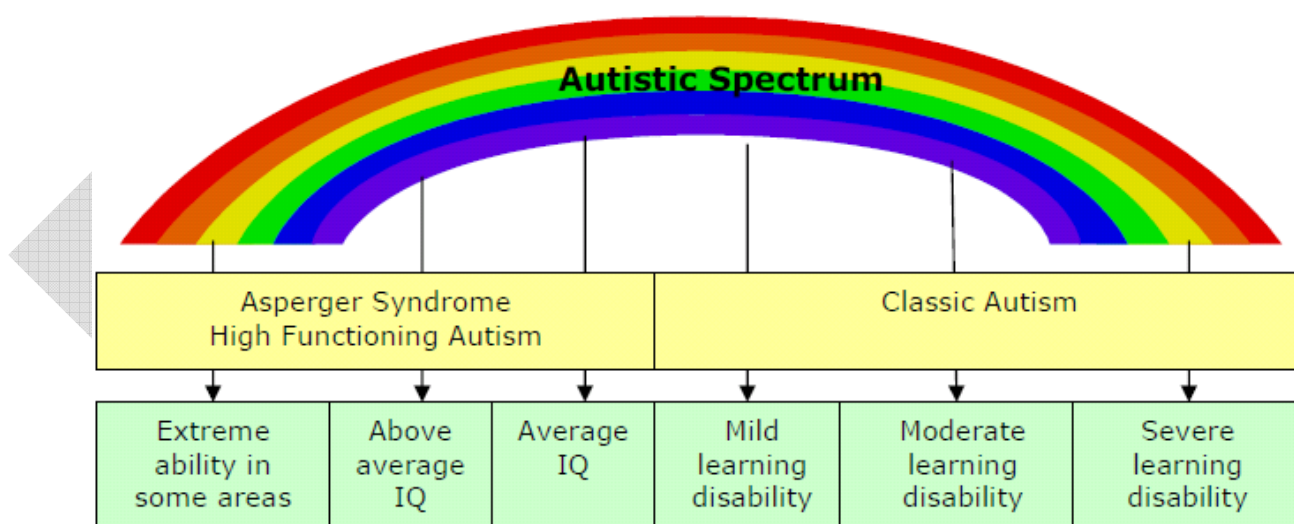 Autistic Spectrum
Asperger Syndrome
High Functioning Autism
Classic Autism
Extreme
ability in
some areas
Above
average
IQ
Average
IQ
Mild
learning
disability
Moderate
learning
disability
Severe
learning
disability